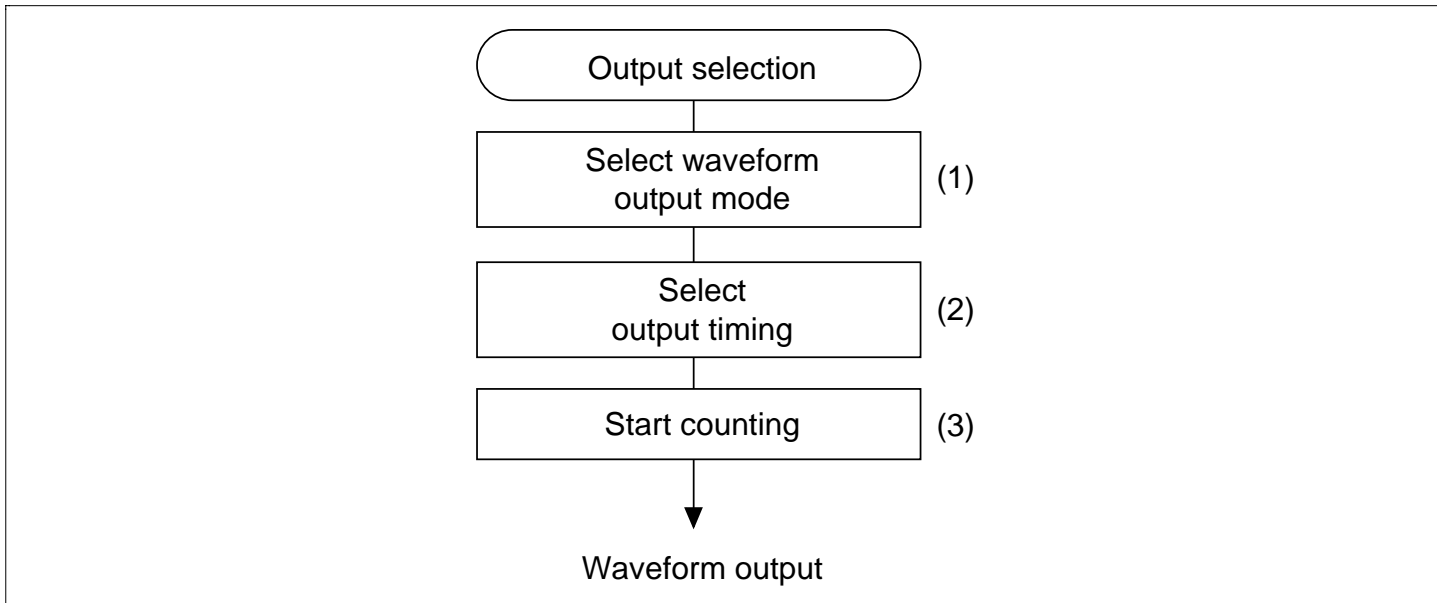 Output selection
Select waveform
output mode
(1)
Select
output timing
(2)
Start counting
(3)
Waveform output